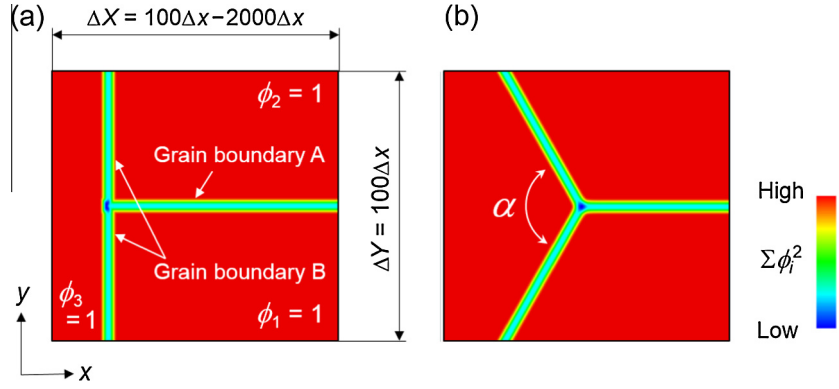 (a)
ΔX = 100Δx−2000Δx
(b)
ϕ2 = 1
Grain boundary A
ΔY = 100Δx
α
High
Σϕi²
Low
Grain boundary B
ϕ3
= 1
ϕ1 = 1
y
x